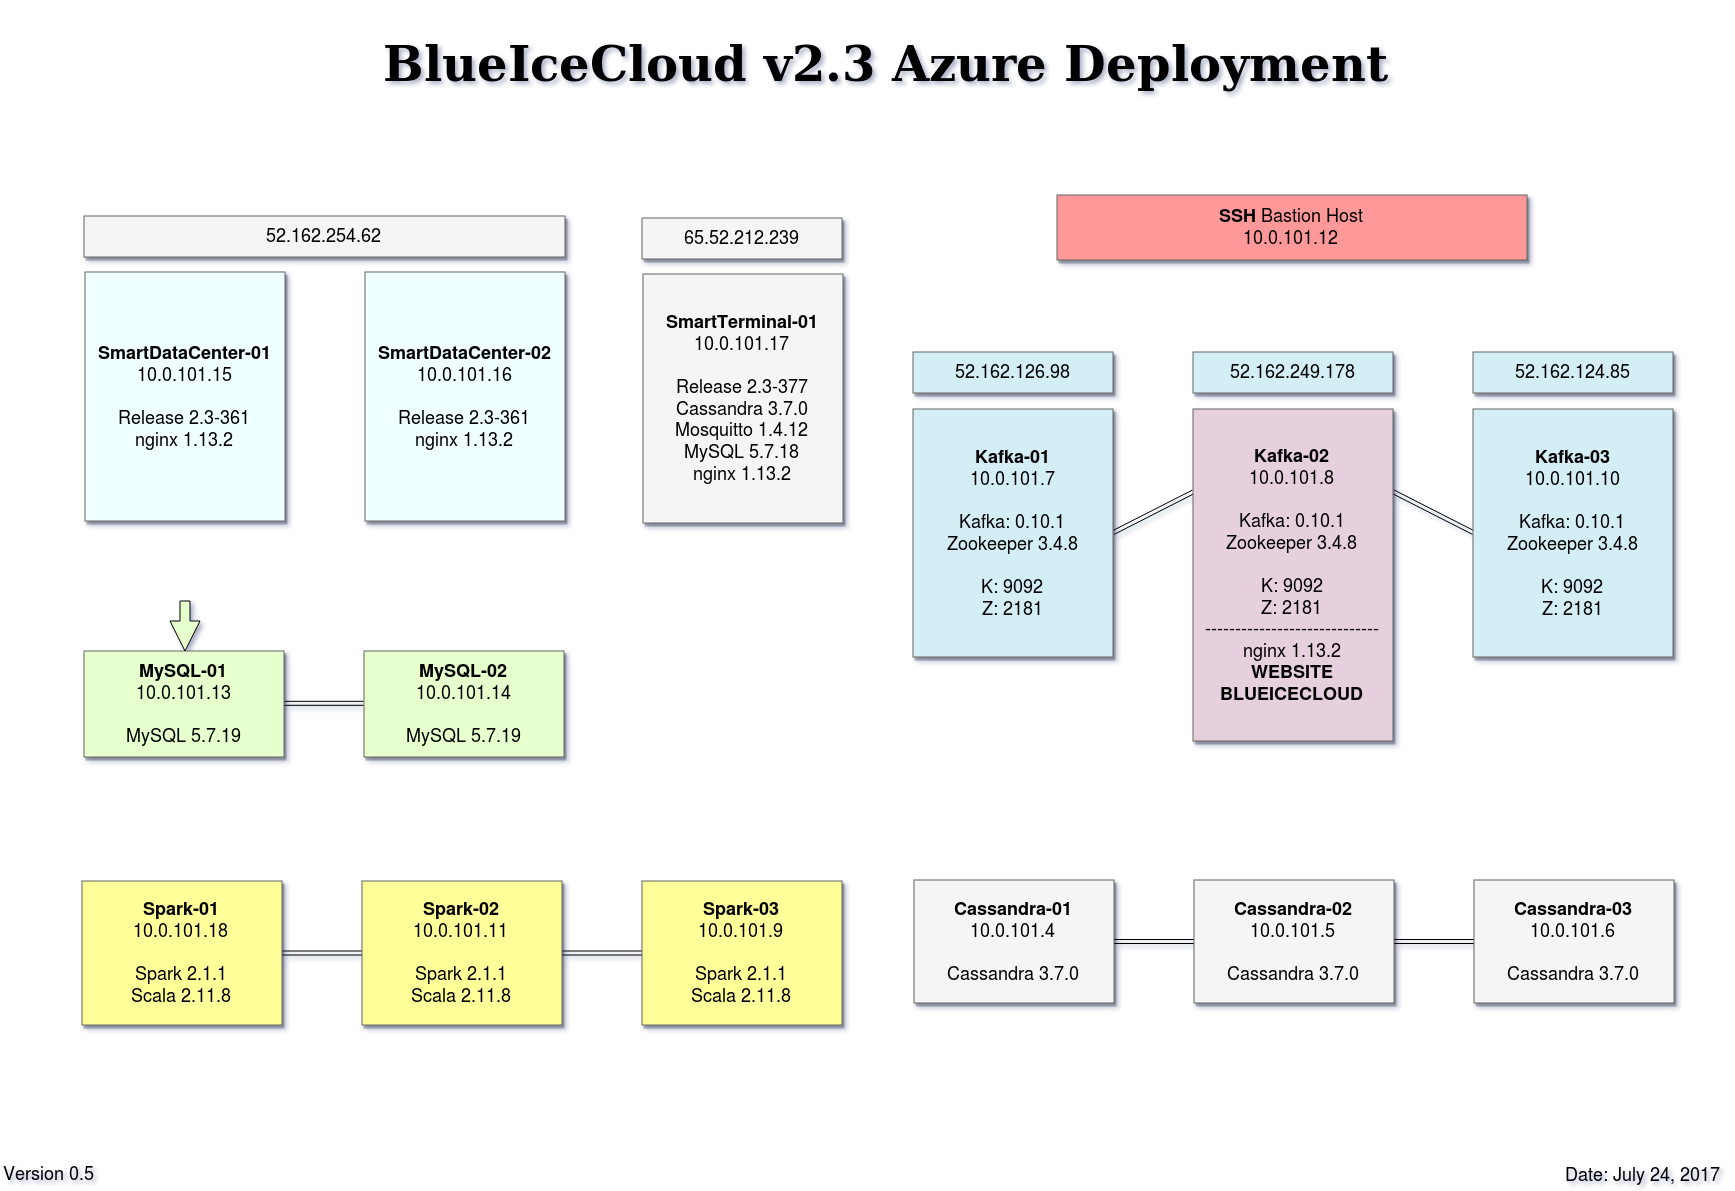 BlueIceCloud v2.3 Azure Deployment
52.162.254.62
SmartDataCenter-01
10.0.101.15
Release 2.3-361
nginx 1.13.2
SmartDataCenter-02
10.0.101.16
Release 2.3-361
nginx 1.13.2
65.52.212.239
SmartTerminal-01
10.0.101.17
Release 2.3-377
Cassandra 3.7.0
Mosquitto 1.4.12
MySQL 5.7.18
nginx 1.13.2
SSH Bastion Host
10.0.101.12
52.162.126.98
Kafka-01
10.0.101.7
Kafka: 0.10.1
Zookeeper 3.4.8
K: 9092
Z: 2181
52.162.249.178
Kafka-02
10.0.101.8
Kafka: 0.10.1
Zookeeper 3.4.8
K: 9092
Z: 2181
-----------------------------
nginx 1.13.2
WEBSITE
BLUEICECLOUD
52.162.124.85
Kafka-03
10.0.101.10
Kafka: 0.10.1
Zookeeper 3.4.8
K: 9092
Z: 2181
MySQL-01
10.0.101.13
MySQL 5.7.19
MySQL-02
10.0.101.14
MySQL 5.7.19
Spark-01
10.0.101.18
Spark 2.1.1
Scala 2.11.8
Spark-02
10.0.101.11
Spark 2.1.1
Scala 2.11.8
Spark-03
10.0.101.9
Spark 2.1.1
Scala 2.11.8
Cassandra-01
10.0.101.4
Cassandra 3.7.0
Cassandra-02
10.0.101.5
Cassandra 3.7.0
Cassandra-03
10.0.101.6
Cassandra 3.7.0
Version 0.5
Date: July 24, 2017